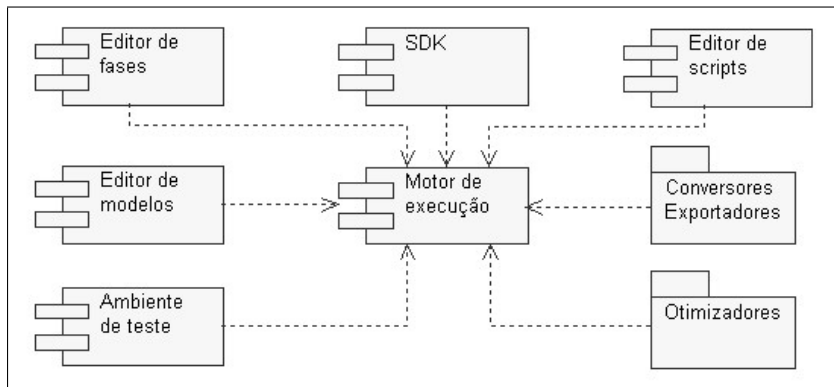 Editor de
fases
SDK
Editor de
scripts
Editor de
modelos
Motor de
execução
Conversores
Exportadores
Ambiente
de teste
Otimizadores